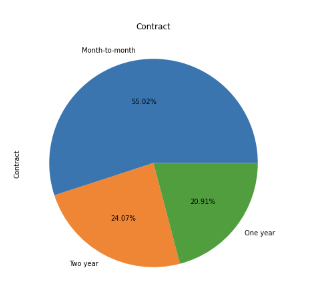 Contract
Month-to-month
55.02%
Contract
20.91%
24.07%
One year
Two year